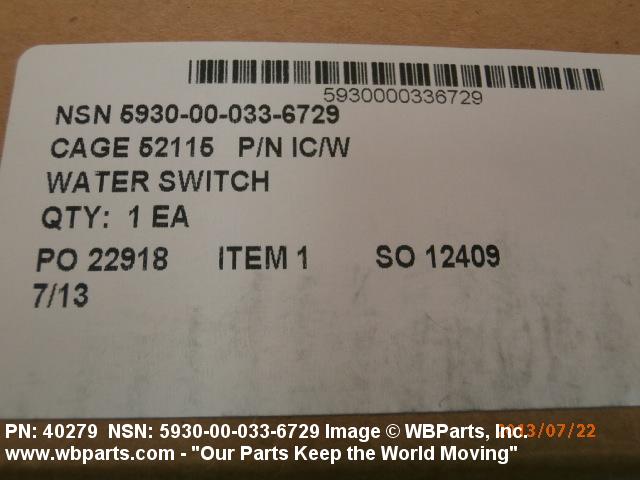 5930000336729
NSN 5930-00-033-6729
CAGE 52115 P/N IC/W
WATER SWITCH
QTY: 1 EA
PO 22918 ITEM 1 SO 12409
7/13
PN: 40279 NSN: 5930-00-033-6729 Image © WBParts, Inc. 2013/07/22
www.wbparts.com - "Our Parts Keep the World Moving"